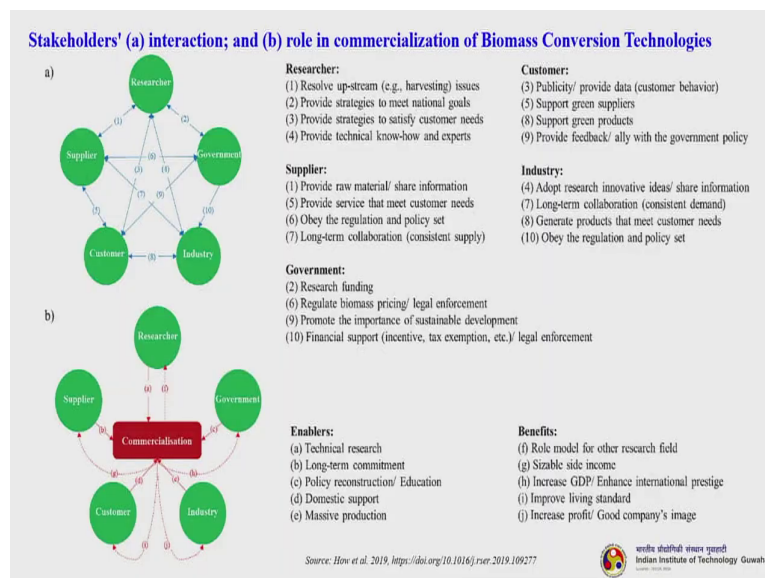 Stakeholders' (a) interaction; and (b) role in commercialization of Biomass Conversion Technologies
a)
Researcher
(1)
(2)
Supplier
Government
(6)
(3)
(4)
(7)
(9)
(5)
(10)
Customer
(8)
Industry
Researcher:
(1) Resolve up-stream (e.g., harvesting) issues
(2) Provide strategies to meet national goals
(3) Provide strategies to satisfy customer needs
(4) Provide technical know-how and experts
Supplier:
(1) Provide raw material/ share information
(5) Provide service that meet customer needs
(6) Obey the regulation and policy set
(7) Long-term collaboration (consistent supply)
Government:
(2) Research funding
(6) Regulate biomass pricing/ legal enforcement
(9) Promote the importance of sustainable development
(10) Financial support (incentive, tax exemption, etc.)/ legal enforcement
Customer:
(3) Publicity/ provide data (customer behavior)
(5) Support green suppliers
(8) Support green products
(9) Provide feedback/ ally with the government policy
Industry:
(4) Adopt research innovative ideas/ share information
(7) Long-term collaboration (consistent demand)
(8) Generate products that meet customer needs
(10) Obey the regulation and policy set
b)
Researcher
(a)
(f)
Supplier
Government
(b)
(c)
Commercialisation
(g)
(h)
(d)
(e)
Customer
Industry
(i)
(j)
Enablers:
(a) Technical research
(b) Long-term commitment
(c) Policy reconstruction/ Education
(d) Domestic support
(e) Massive production
Benefits:
(f) Role model for other research field
(g) Sizable side income
(h) Increase GDP/ Enhance international prestige
(i) Improve living standard
(j) Increase profit/ Good company's image
Source: How et al. 2019, https://doi.org/10.1016/j.rser.2019.109277
भारतीय प्रौद्योगिकी संस्थान गुवाहाटी
Indian Institute of Technology Guwah